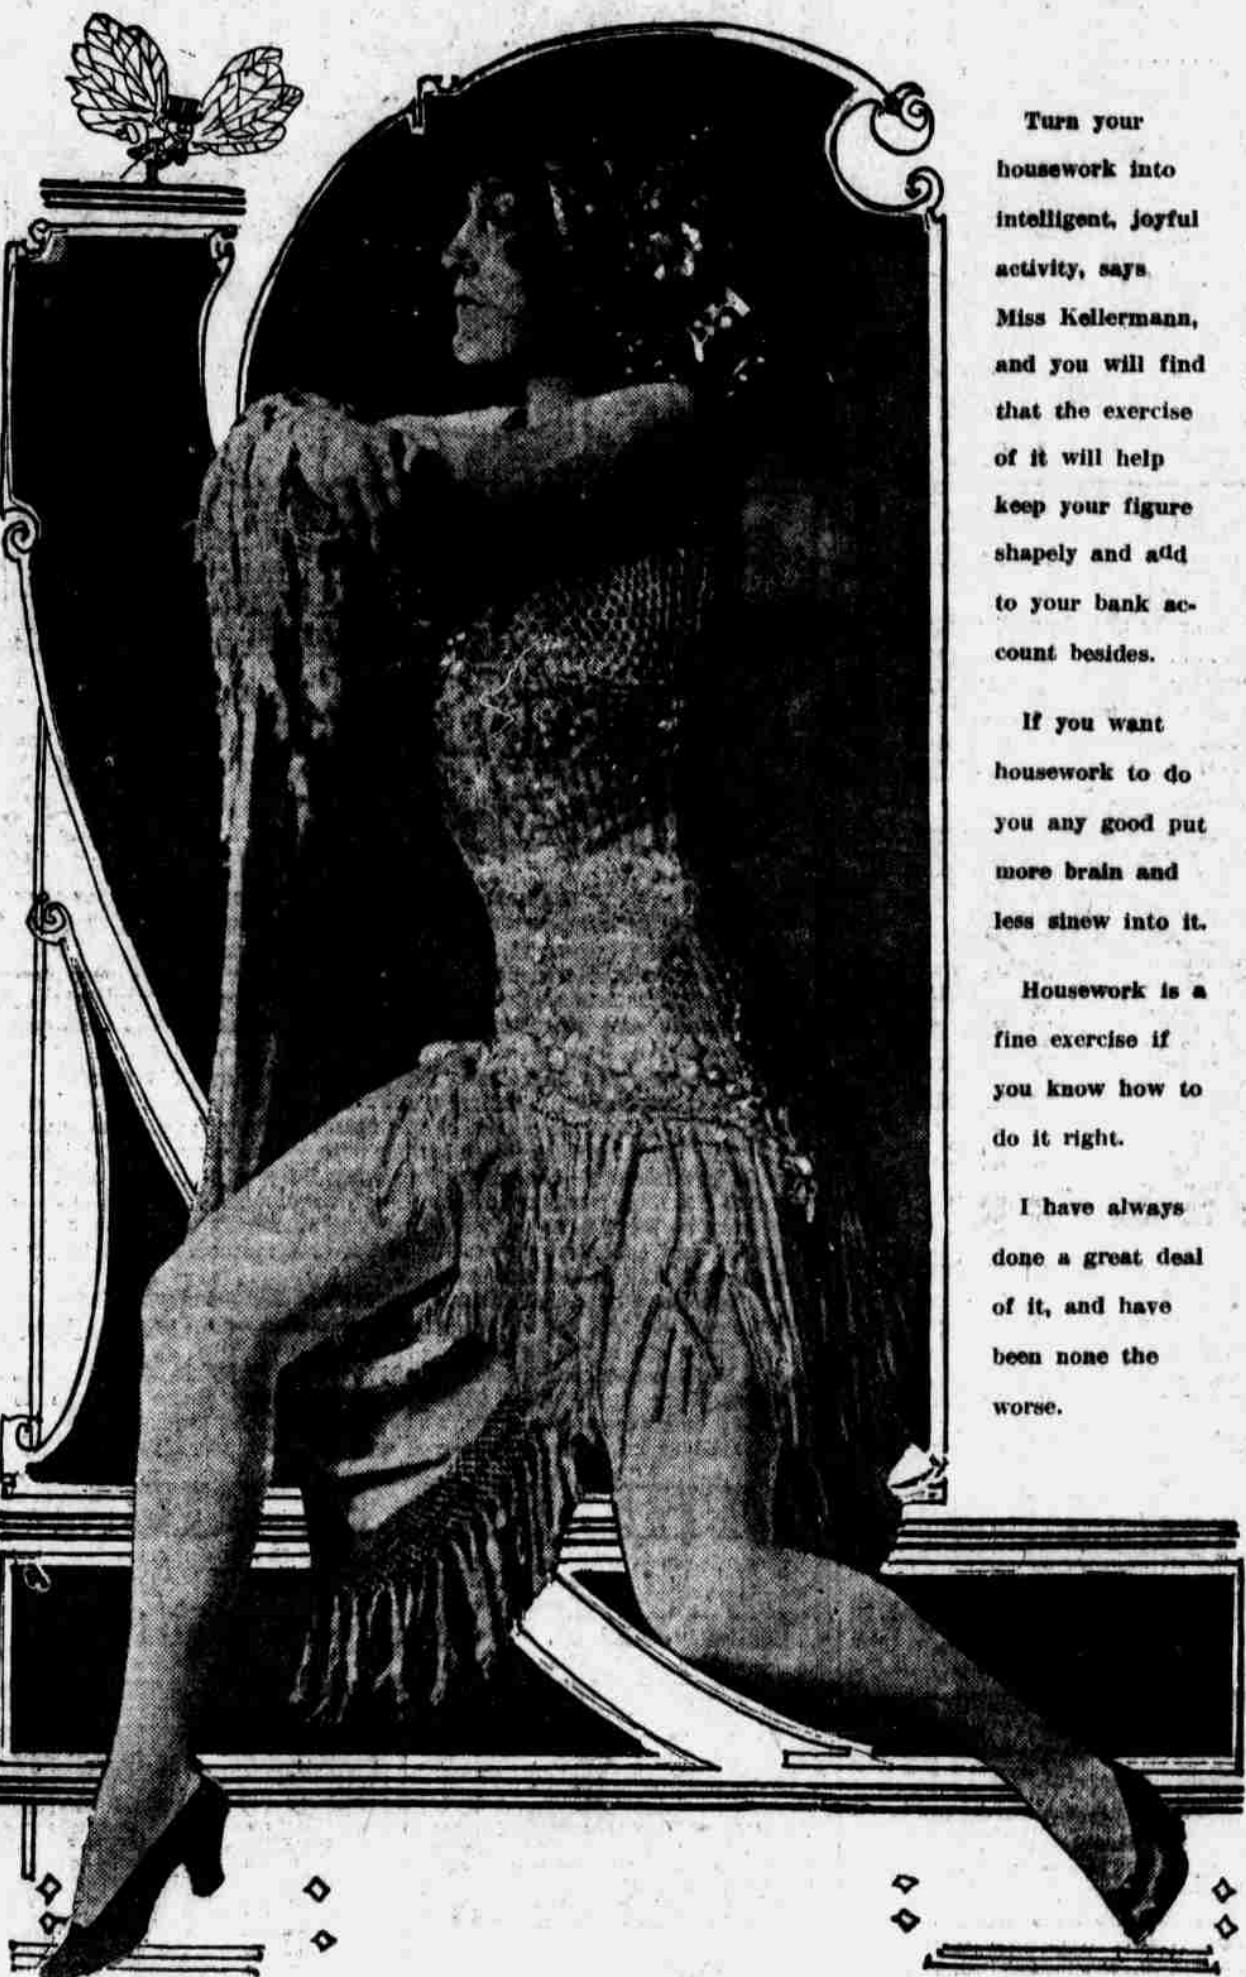 Turn your
housework into
intelligent, joyful
activity, says
Miss Kellermann,
and you will find
that the exercise
of it will help
keep your figure
shapely and add
to your bank ac-
count besides.
If you want
housework to do
you any good put
more brain and
less sinew into it.
Housework is a
fine exercise if
you know how to
do it right.
I have always
done a great deal
of it, and have
been none the
worse.